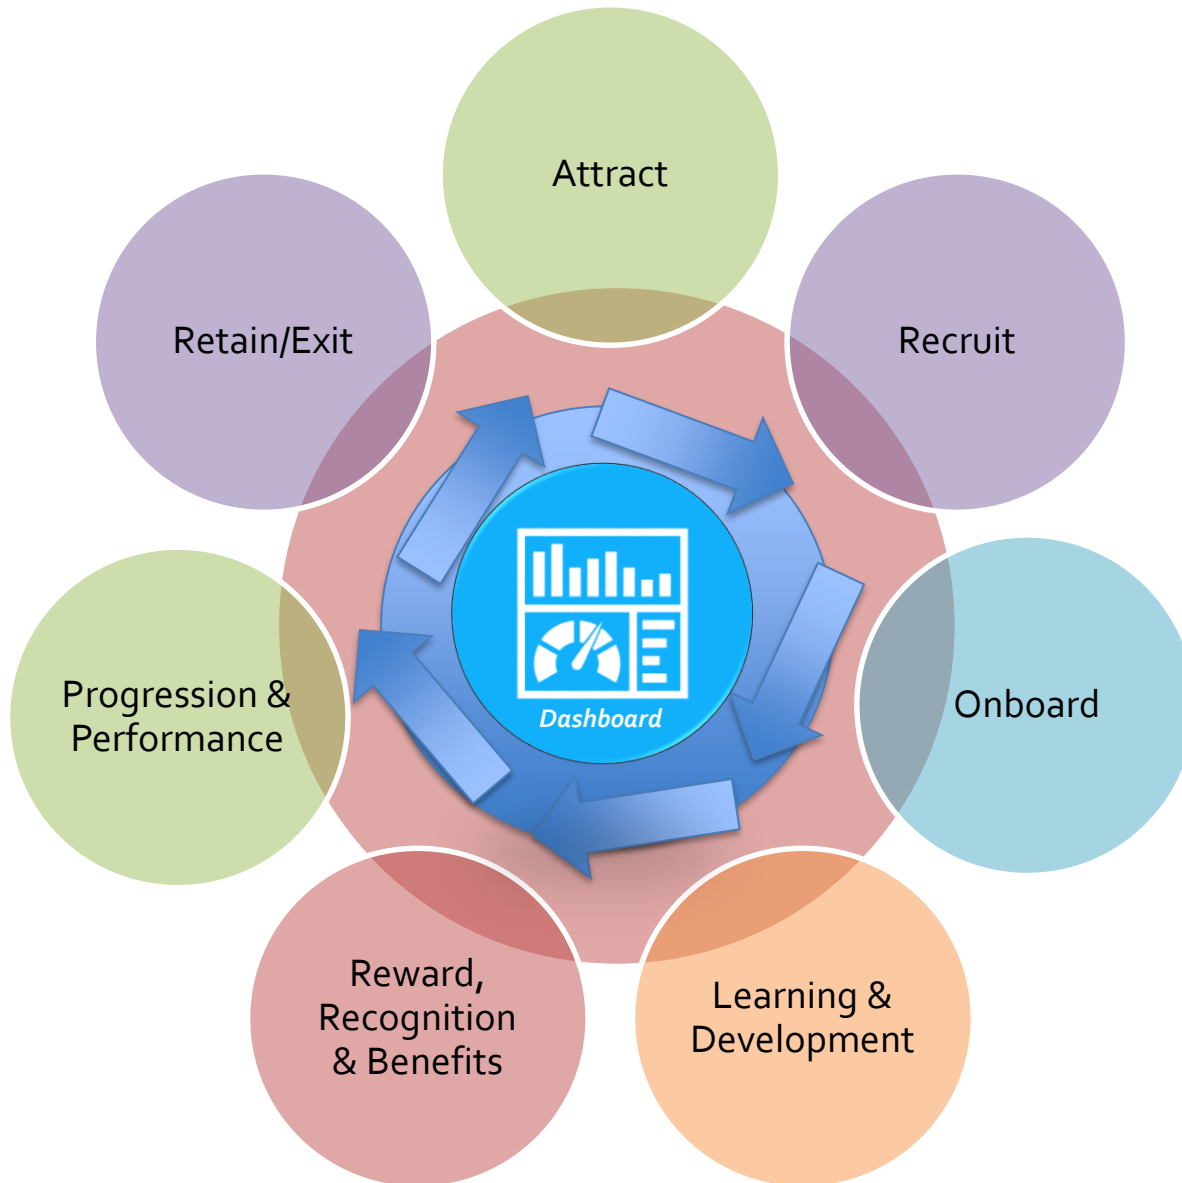 Attract
Recruit
Onboard
Learning &
Development
Reward,
Recognition
& Benefits
Progression &
Performance
Retain/Exit
Dashboard